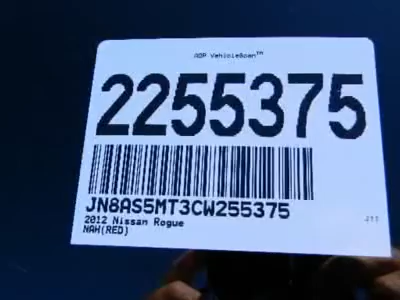 ADP VehicleScan™
2255375
JN8AS5MT3CW255375
2012 Nissan Rogue
NAH(RED)